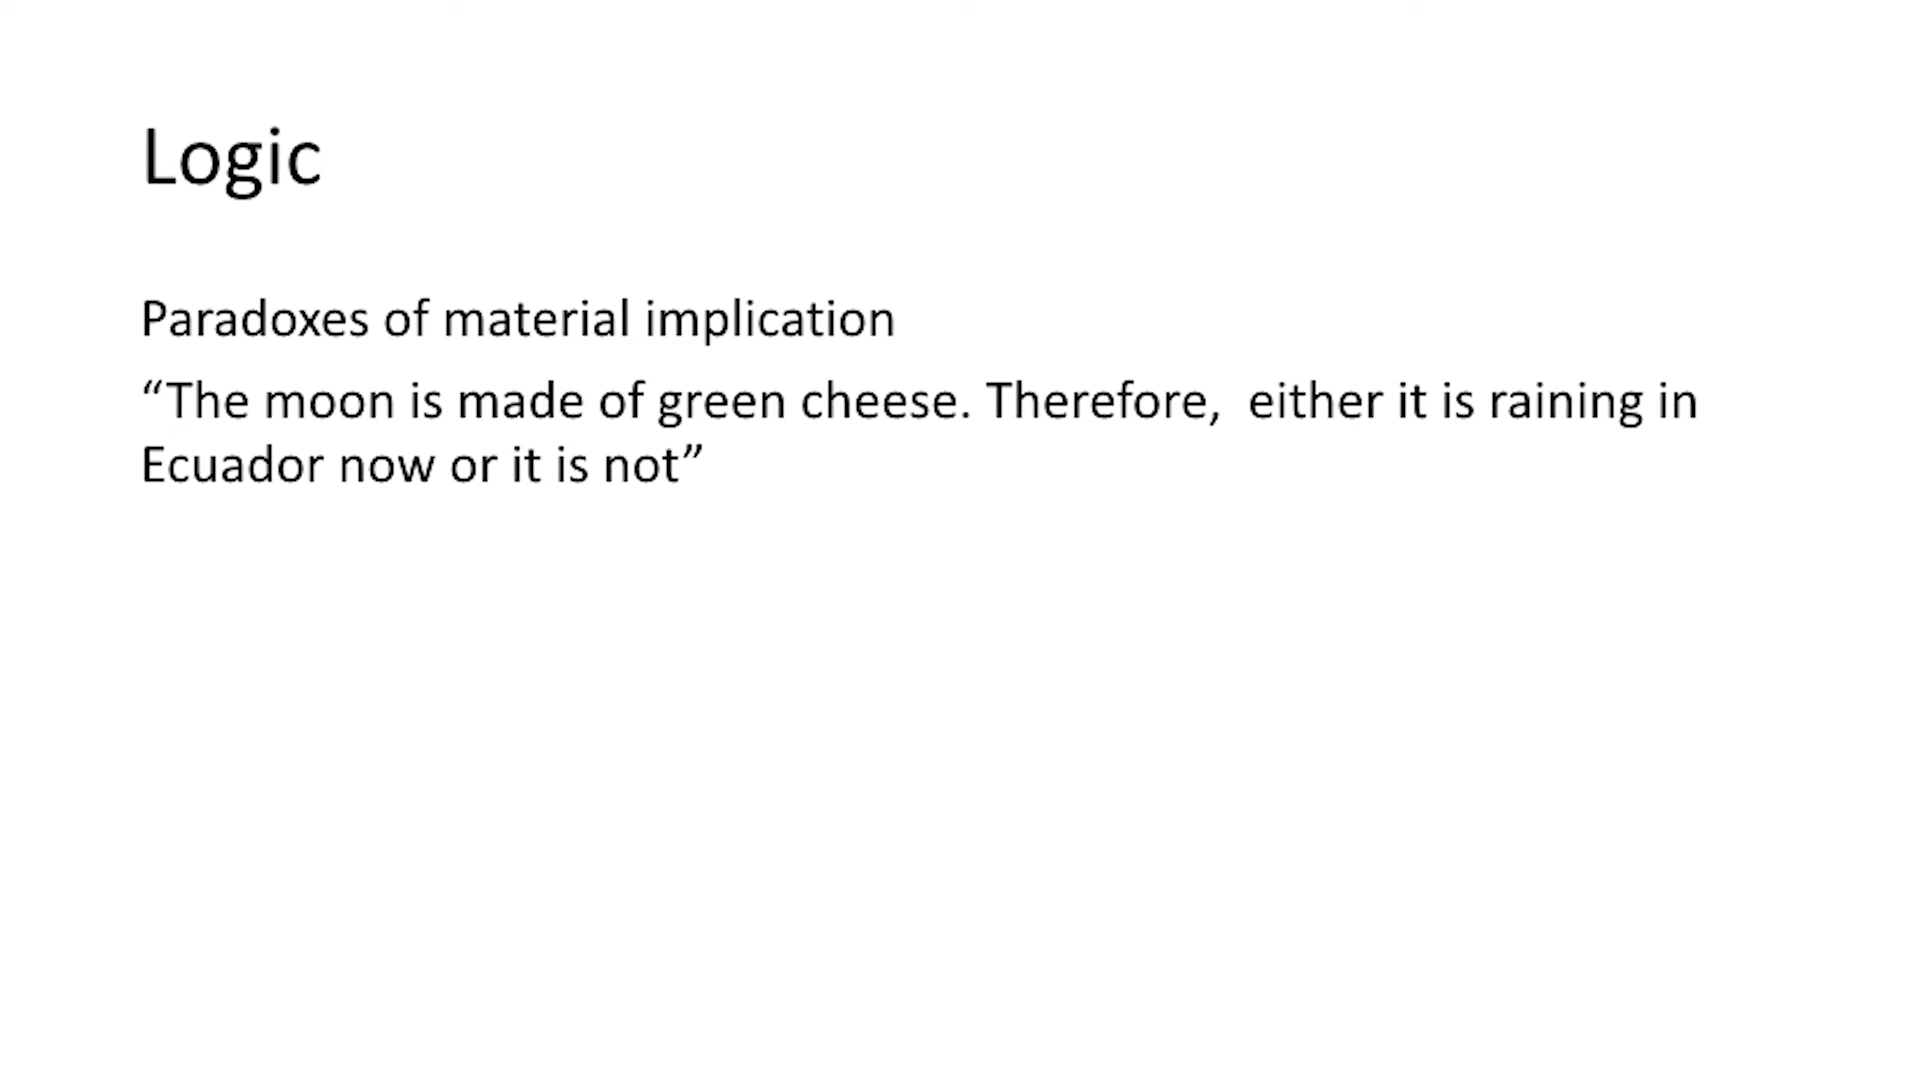 Logic
Paradoxes of material implication
“The moon is made of green cheese. Therefore,  either it is raining in
Ecuador now or it is not”